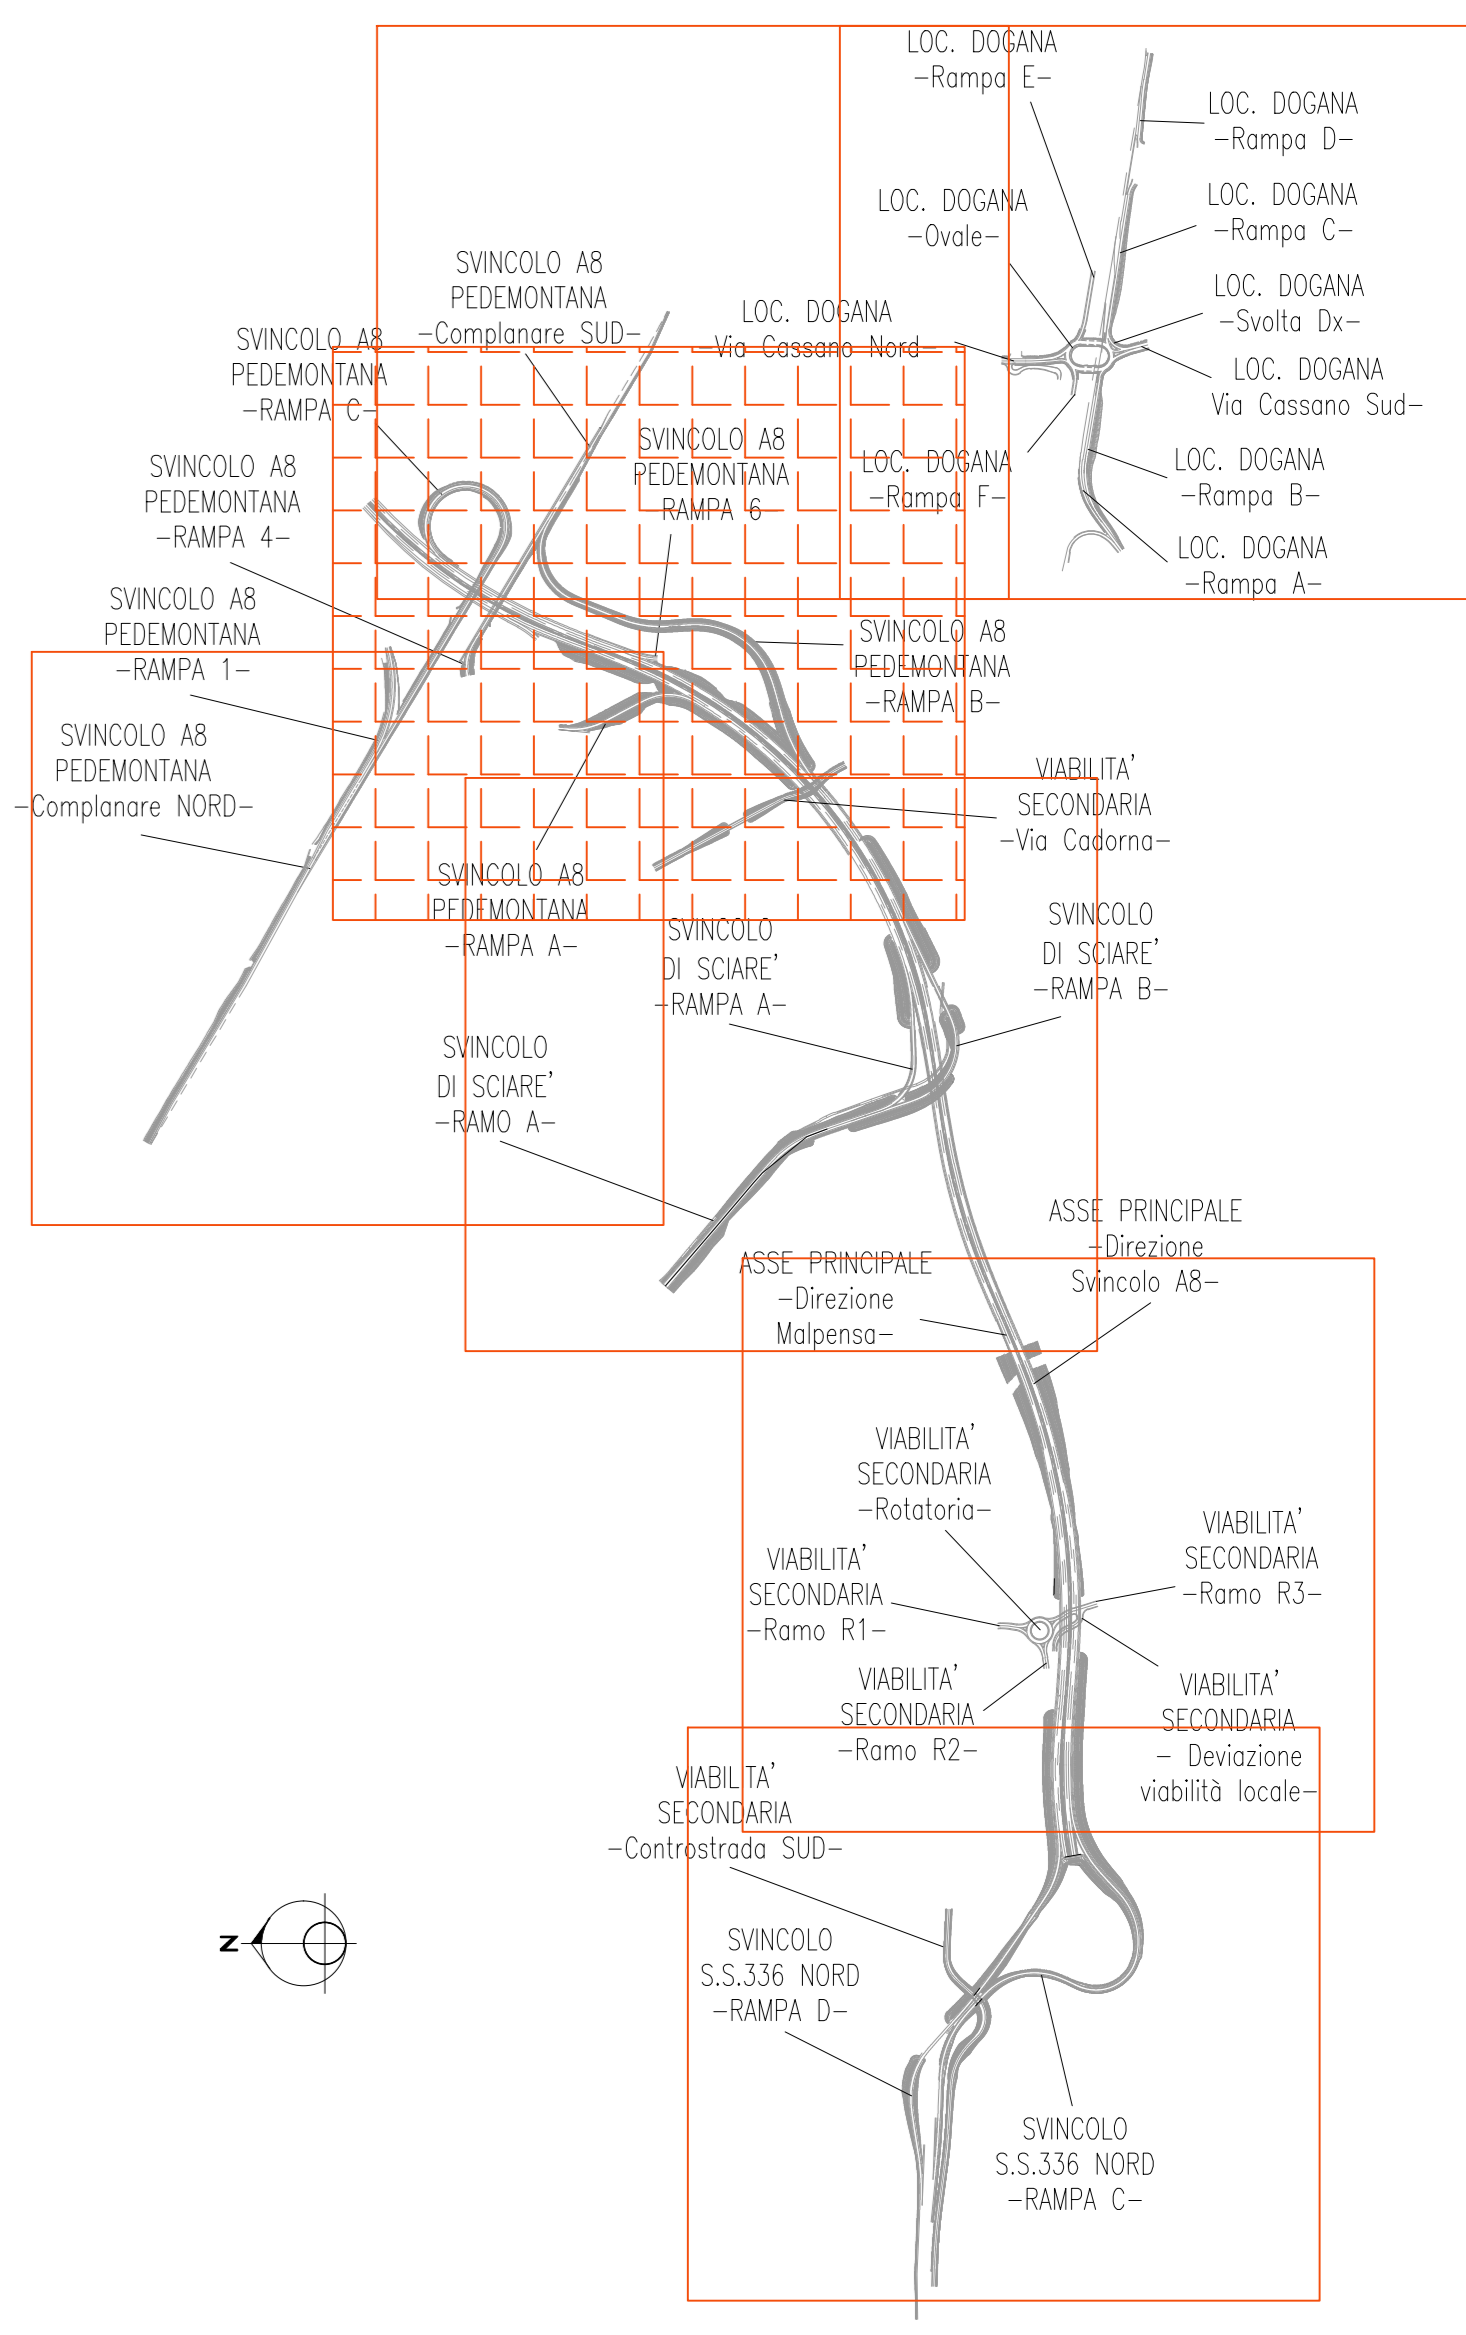 LOC. DOGANA
-Rampa E-
LOC. DOGANA
-Rampa D-
LOC. DOGANA
-Ovale-
LOC. DOGANA
-Rampa C-
SVINCOLO A8
PEDEMONTANA
-Complanare SUD-
LOC. DOGANA
-Svolta Dx-
LOC. DOGANA
-Via Cassano Nord-
SVINCOLO A8
PEDEMONTANA
-RAMPA C-
LOC. DOGANA
Via Cassano Sud-
SVINCOLO A8
PEDEMONTANA
RAMPA 6
SVINCOLO A8
PEDEMONTANA
-RAMPA 4-
LOC. DOGANA
-Rampa F-
LOC. DOGANA
-Rampa B-
LOC. DOGANA
-Rampa A-
SVINCOLO A8
PEDEMONTANA
-RAMPA 1-
SVINCOLO A8
PEDEMONTANA
-RAMPA B-
SVINCOLO A8
PEDEMONTANA
-Complanare NORD-
VIABILITA'
SECONDARIA
-Via Cadorna-
SVINCOLO A8
PEDEMONTANA
-RAMPA A-
SVINCOLO
DI SCIARE'
-RAMPA A-
SVINCOLO
DI SCIARE'
-RAMPA B-
SVINCOLO
DI SCIARE'
-RAMO A-
ASSE PRINCIPALE
-Direzione
Svincolo A8-
ASSE PRINCIPALE
-Direzione
Malpensa-
VIABILITA'
SECONDARIA
-Rotatoria-
VIABILITA'
SECONDARIA
-Ramo R3-
VIABILITA'
SECONDARIA
-Ramo R1-
VIABILITA'
SECONDARIA
-Ramo R2-
VIABILITA'
SECONDARIA
- Deviazione
viabilità locale-
VIABILITA'
SECONDARIA
-Controstrada SUD-
N
SVINCOLO
S.S.336 NORD
-RAMPA D-
SVINCOLO
S.S.336 NORD
-RAMPA C-